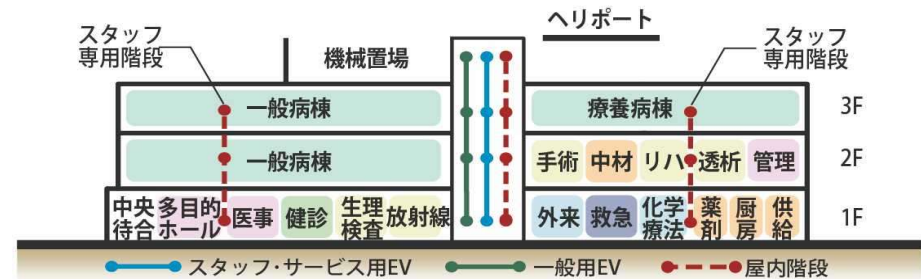 ヘリポート
スタッフ
専用階段
機械置場
スタッフ
専用階段
一般病棟
療養病棟
3F
一般病棟
手術
中材
リハ
透析
管理
2F
中央
待合
多目的
ホール
医事
健診
生理
検査
放射線
外来
救急
化学
療法
薬
剤
厨
房
供
給
1F
スタッフ・サービス用EV
一般用EV
屋内階段